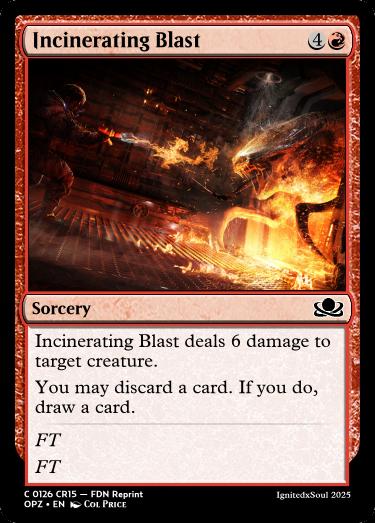 Incinerating Blast 4
Sorcery
Incinerating Blast deals 6 damage to
target creature.
You may discard a card. If you do,
draw a card.
FT
FT
C 0126 CR15 — FDN Reprint
OPZ • EN Col Price
IgnitedxSoul 2025